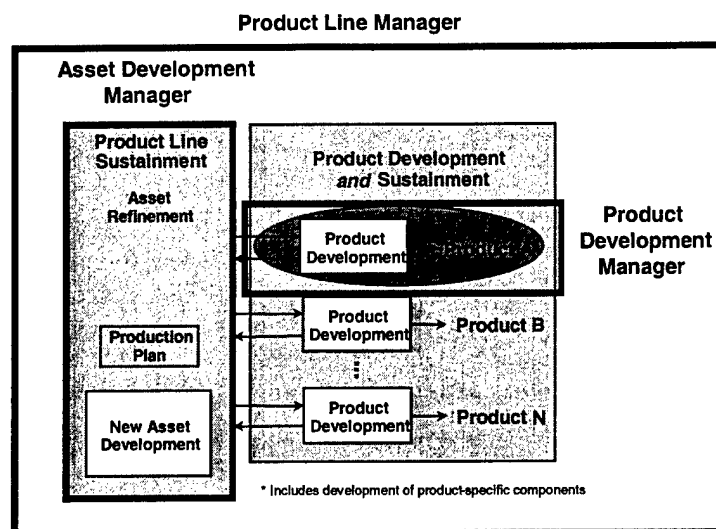 Product Line Manager
Asset Development
Manager
Product Line
Sustainment
Asset
Refinement
Production
Plan
New Asset
Development
Product Development
and Sustainment
Product
Development
Product
Product
Development
Manager
Product
Development
Product B
Product
Development
Product N
* Includes development of product-specific components